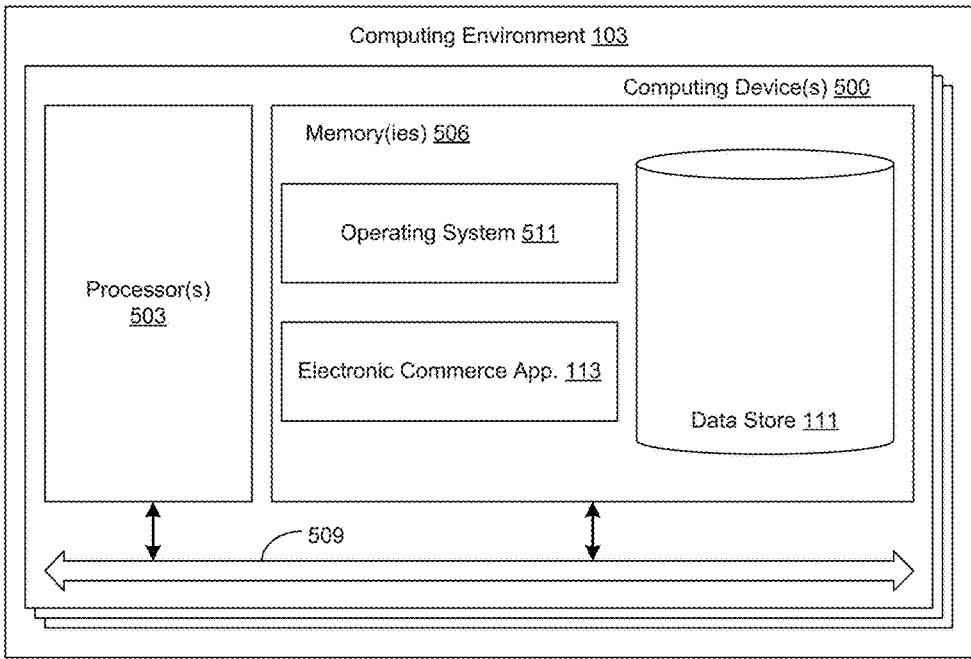 Computing Environment 103
Computing Device(s) 500
Memory(ies) 506
Operating System 511
Processor(s)
503
Electronic Commerce App. 113
Data Store 111
509